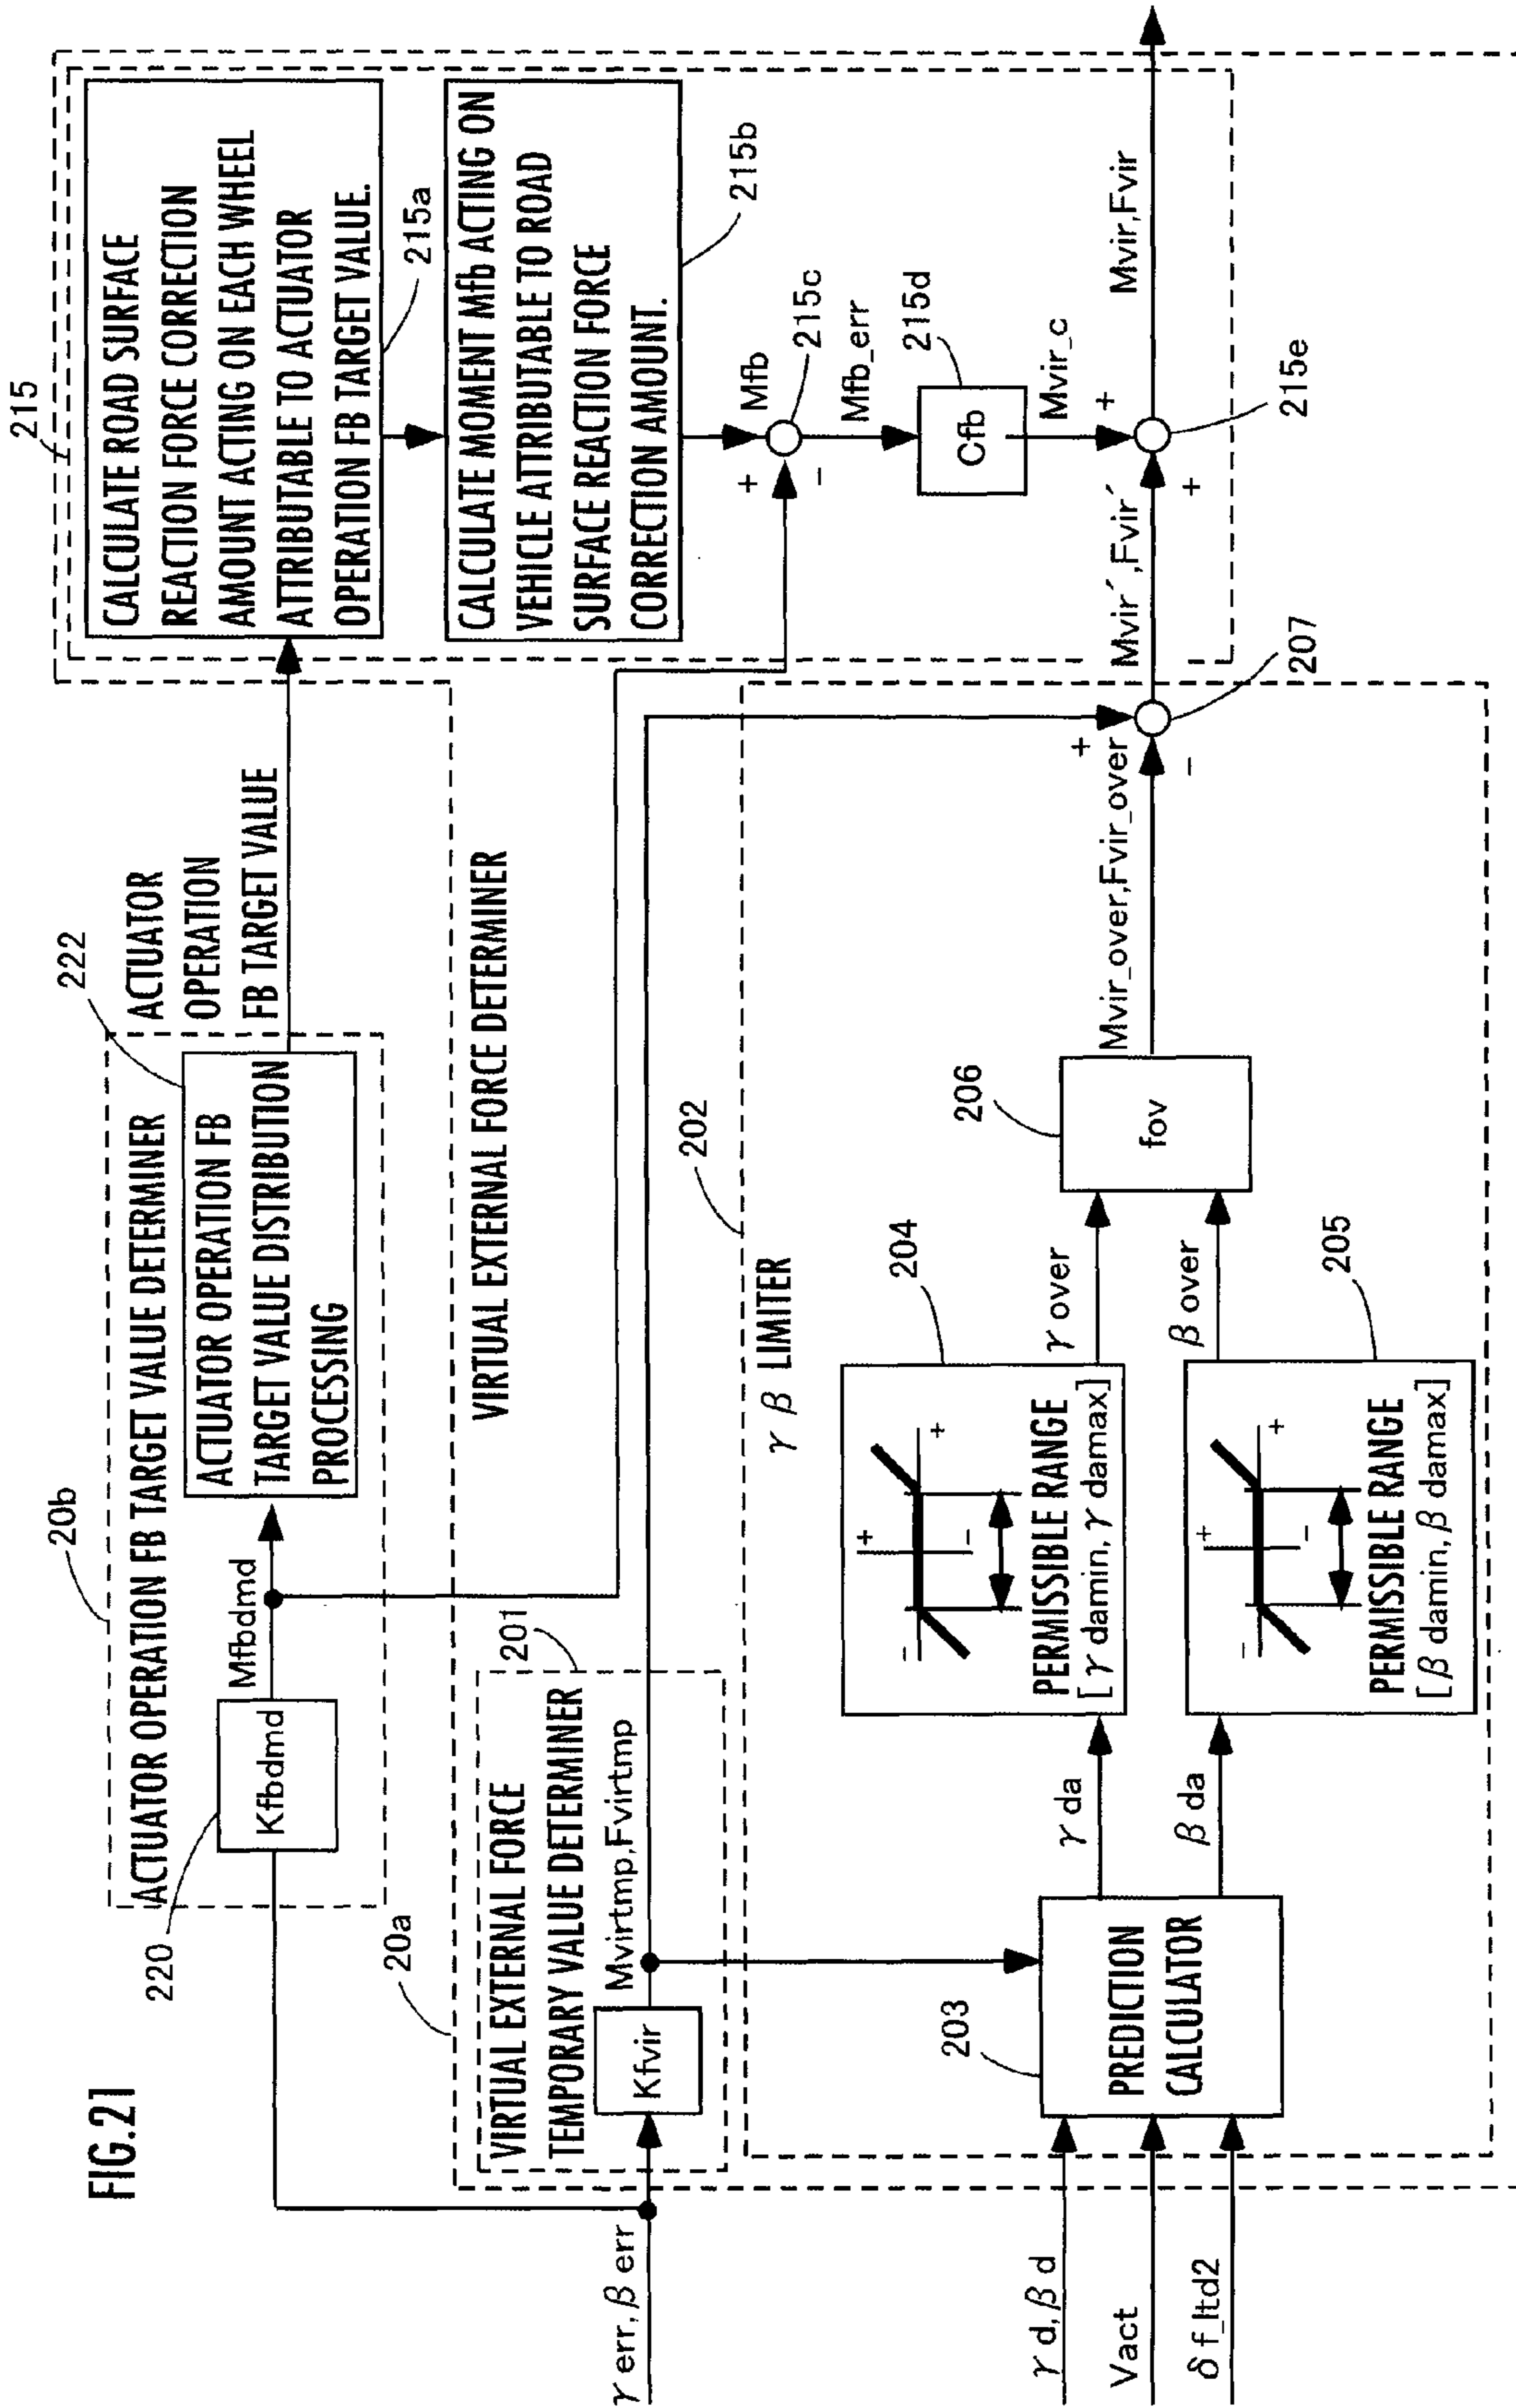 FIG.21
220
20b
ACTUATOR OPERATION FB TARGET VALUE DETERMINER
Kfbdmd
Mfbdmd
222
ACTUATOR OPERATION FB
TARGET VALUE DISTRIBUTION
PROCESSING
ACTUATOR
OPERATION
FB TARGET VALUE
215
CALCULATE ROAD SURFACE
REACTION FORCE CORRECTION
AMOUNT ACTING ON EACH WHEEL
ATTRIBUTABLE TO ACTUATOR
OPERATION FB TARGET VALUE.
215a
CALCULATE MOMENT Mfb ACTING ON
VEHICLE ATTRIBUTABLE TO ROAD
SURFACE REACTION FORCE
CORRECTION AMOUNT.
215b
20a
VIRTUAL EXTERNAL FORCE DETERMINER
γ err, β err
VIRTUAL EXTERNAL FORCE
TEMPORARY VALUE DETERMINER
201
Kfvir
Mvirtmp,Fvirtmp
+
−
Mfb
215c
Mfb_err
Cfb
215d
Mvir_c
+
202
γ β LIMITER
γ d, β d
Vact
δ f_ltd2
203
PREDICTION
CALCULATOR
γ da
β da
204
+
−
−
+
PERMISSIBLE RANGE
[γ damin, γ damax]
205
+
−
−
+
PERMISSIBLE RANGE
[β damin, β damax]
γ over
β over
206
fov
Mvir_over,Fvir_over
+
−
207
Mvir´,Fvir´
+
215e
Mvir,Fvir